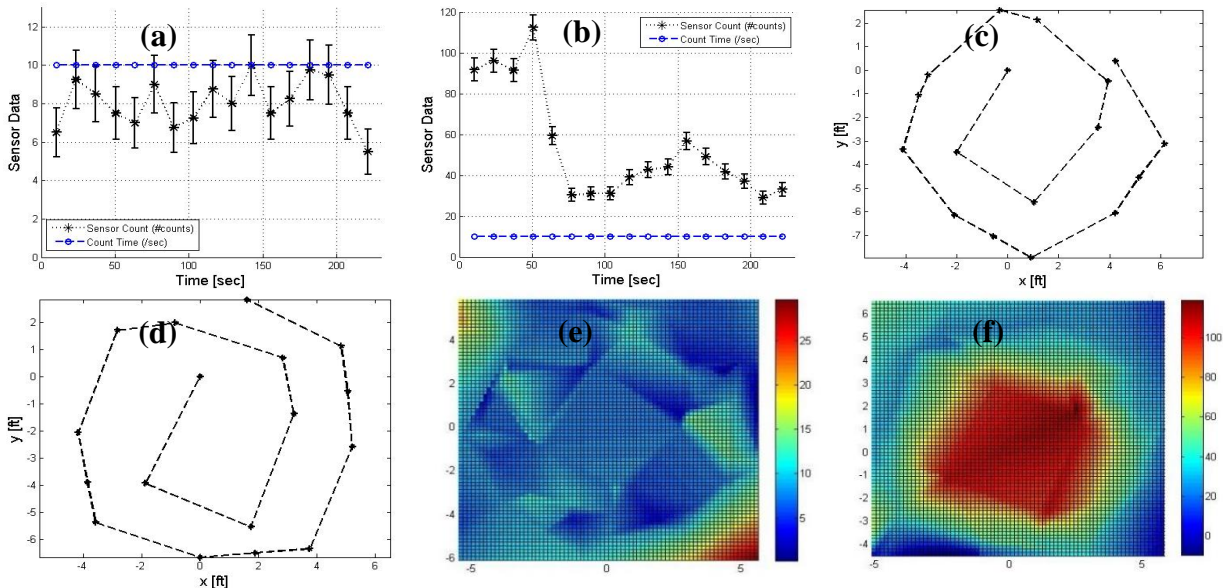 (a)
14
12
10
8
6
4
2
0
Sensor Data
Sensor Count (#counts)
Count Time (/sec)
0 50 100 150 200
Time [sec]
(b)
120
100
80
60
40
20
0
Sensor Data
Sensor Count (#counts)
Count Time (/sec)
0 50 100 150 200
Time [sec]
(c)
2
1
0
-1
-2
-3
-4
-5
-6
-7
y [ft]
-4 -2 0 2 4 6
x [ft]
(d)
2
1
0
-1
-2
-3
-4
-5
-6
y [ft]
-4 -2 0 2 4 6
x [ft]
(e)
4
2
0
-2
-4
-6
-5 0 5
25
20
15
10
5
0
(f)
5
4
3
2
1
0
-1
-2
-3
-4
-5 0 5
100
80
60
40
20
0